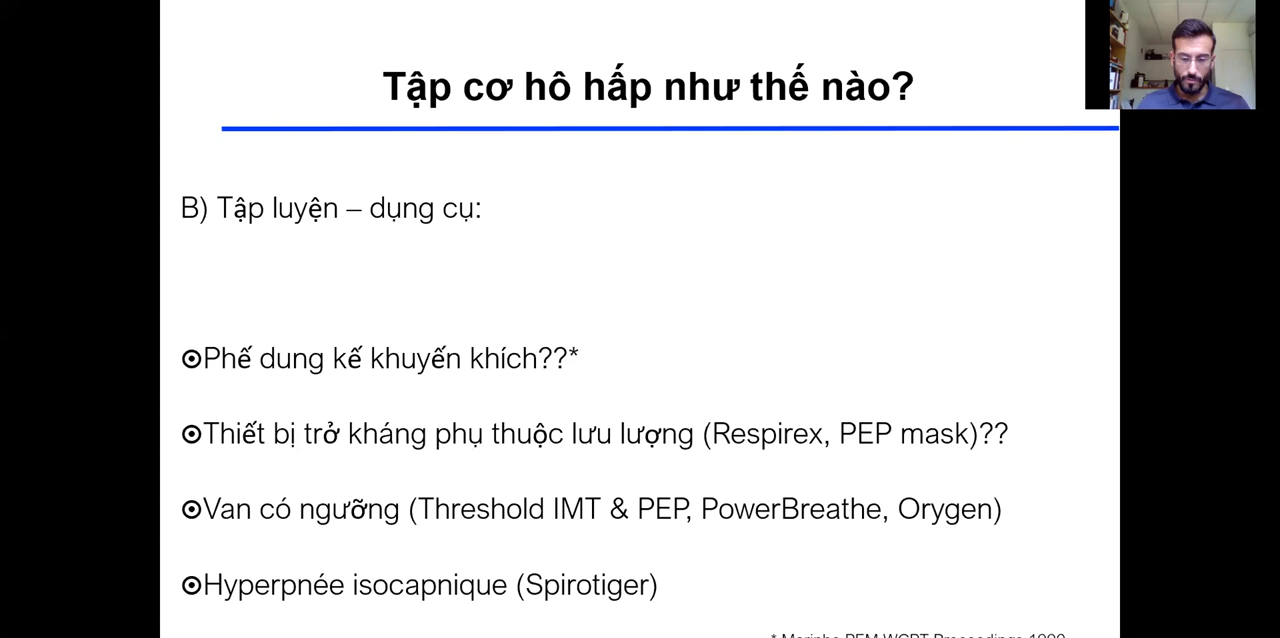 Tập cơ hô hấp như thế nào?
B) Tập luyện – dụng cụ:
Phế dung kế khuyến khích??*
Thiết bị trở kháng phụ thuộc lưu lượng (Respirex, PEP mask)??
Van có ngưỡng (Threshold IMT & PEP, PowerBreathe, Orygen)
Hyperpnée isocapnique (Spirotiger)